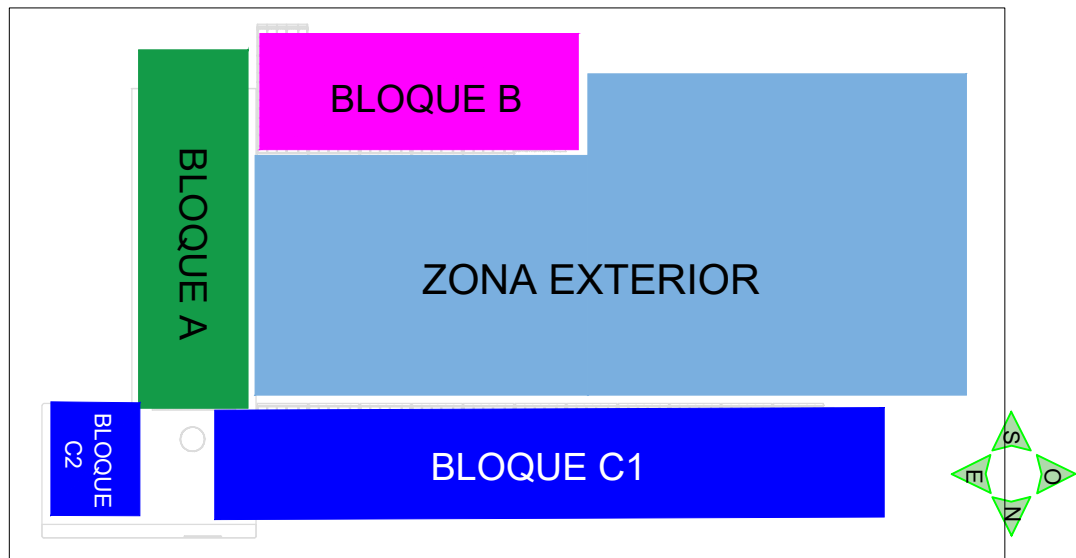 BLOQUE B
BLOQUE A
ZONA EXTERIOR
BLOQUE
C2
BLOQUE C1
S
E
O
N